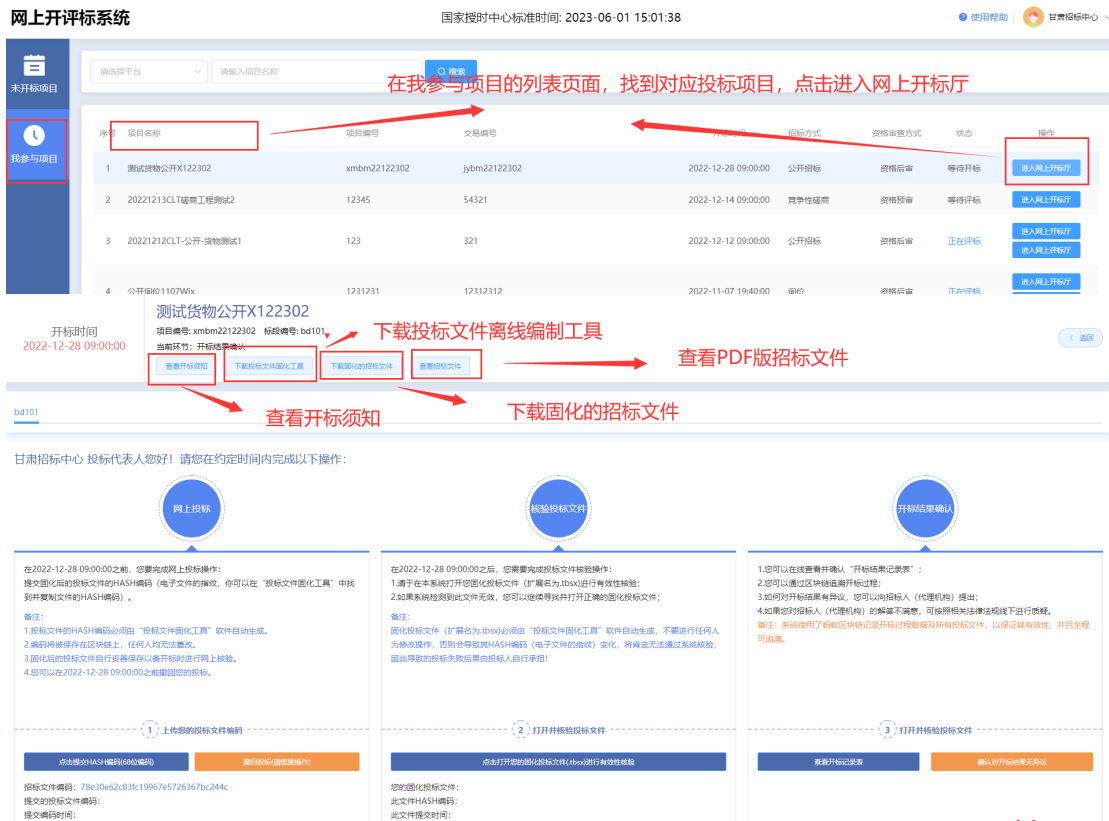 网上开评标系统
国家授时中心标准时间: 2023-06-01 15:01:38
使用帮助
甘肃招标中心
未开标项目
我参与项目
请选择平台
请输入项目名称
搜索
在我参与项目的列表页面，找到对应投标项目，点击进入网上开标厅
序号 项目名称 项目编号 交易编号 开标时间 招标方式 资格审查方式 状态 操作
1 测试货物公开X122302 xmbm22122302 jybm22122302 2022-12-28 09:00:00 公开招标 资格后审 等待开标 进入网上开标厅
2 20221213CLT磋商工程测试2 12345 54321 2022-12-14 09:00:00 竞争性磋商 资格预审 等待评标 进入网上开标厅
3 20221212CLT-公开-货物测试1 123 321 2022-12-12 09:00:00 公开招标 资格后审 正在评标 进入网上开标厅
进入网上评标厅
4 公开询价1107Wjx 1231231 12312312 2022-11-07 19:40:00 询价 资格后审 正在评标 进入网上开标厅
开标时间
2022-12-28 09:00:00
测试货物公开X122302
项目编号: xmbm22122302 标段编号: bd101
当前环节: 开标结果确认
下载投标文件离线编制工具
查看开标须知 下载投标文件固化工具 下载固化的招标文件 查看招标文件
查看PDF版招标文件
返回
查看开标须知
下载固化的招标文件
bd101
甘肃招标中心 投标代表人您好！请您在约定时间内完成以下操作:
网上投标
在2022-12-28 09:00:00之前，您要完成网上投标操作:
提交固化后的投标文件的HASH编码（电子文件的指纹，你可以在“投标文件固化工具”中找
到并复制文件的HASH编码）。
备注:
1.投标文件的HASH编码必须由“投标文件固化工具”软件自动生成。
2.编码将被保存在区块链上，任何人均无法篡改。
3.固化后的投标文件自行妥善保存以备开标时进行网上核验。
4.您可以在2022-12-28 09:00:00之前撤回您的投标。
1 上传您的投标文件编码
点击提交HASH编码(68位编码)
撤回投标(请慎重操作)
招标文件编码: 78e30e62c83fc19967e5726367bc244c
提交的投标文件编码:
提交编码时间:
核验投标文件
在2022-12-28 09:00:00之后，您需要完成投标文件核验操作:
1.请于在本系统打开您固化投标文件（扩展名为.tbsx)进行有效性核验;
2.如果系统检测到此文件无效，您可以继续寻找并打开正确的固化投标文件;
备注:
固化投标文件（扩展名为.tbsx)必须由“投标文件固化工具”软件自动生成，不要进行任何人
为修改操作，否则会导致其HASH编码（电子文件的指纹）变化，将肯定无法通过系统核验，
因此导致的投标失败后果由投标人自行承担!
2 打开并核验投标文件
点击打开您的固化投标文件(.tbsx)进行有效性核验
您的固化投标文件:
此文件HASH编码:
此文件提交时间:
开标结果确认
1.您可以在线查看并确认“开标结果记录表”;
2.您可以通过区块链追溯开标过程;
3.如何对开标结果有异议，您可以向招标人（代理机构）提出;
4.如果您对招标人（代理机构）的解答不满意，可按照相关法律法规线下进行质疑。
备注: 系统使用了蚂蚁区块链记录开标过程数据及所有投标文件，以保证其有效性、并且全程
可追溯。
3 打开并核验投标文件
查看开标记录表
确认对开标结果无异议